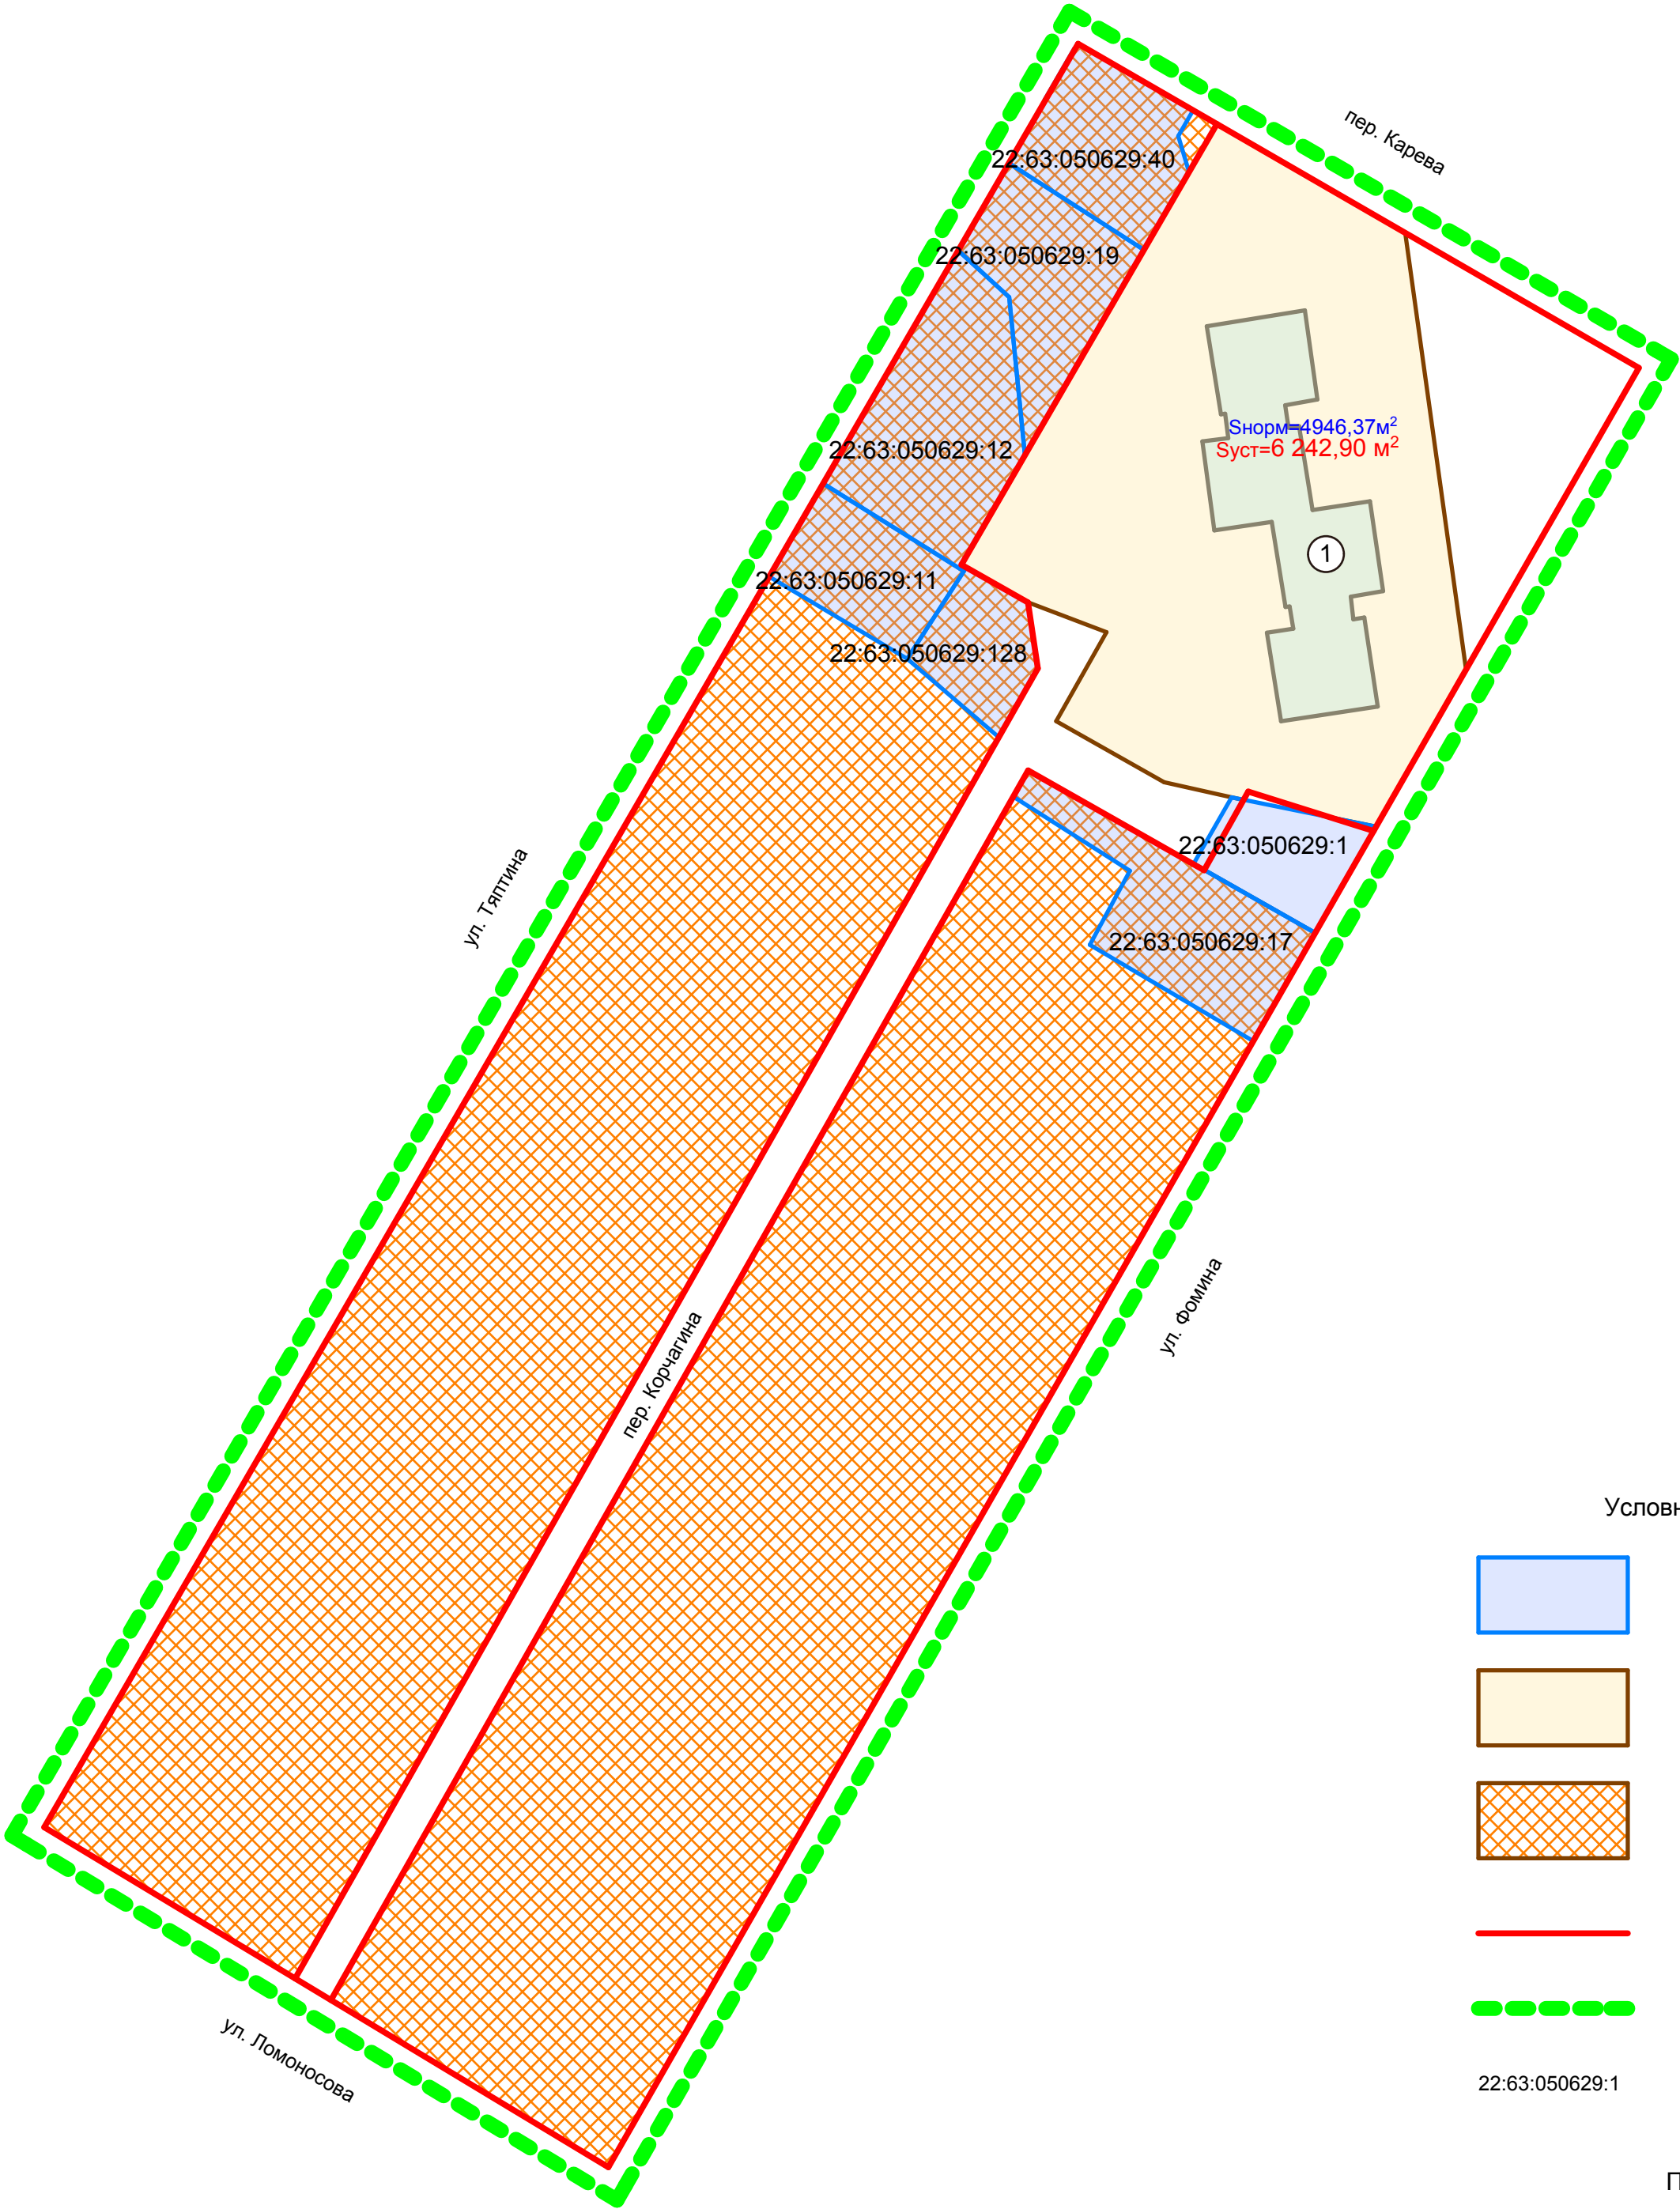 пер. Карева
22:63:050629:40
22:63:050629:19
Sнорм=4946,37м²
22:63:050629:12
Sуст=6 242,90 м²
1
22:63:050629:11
22:63:050629:128
22:63:050629:1
ул. Тяптина
22:63:050629:17
ул. Фомина
пер. Корчагина
Условн
ул. Ломоносова
22:63:050629:1
П